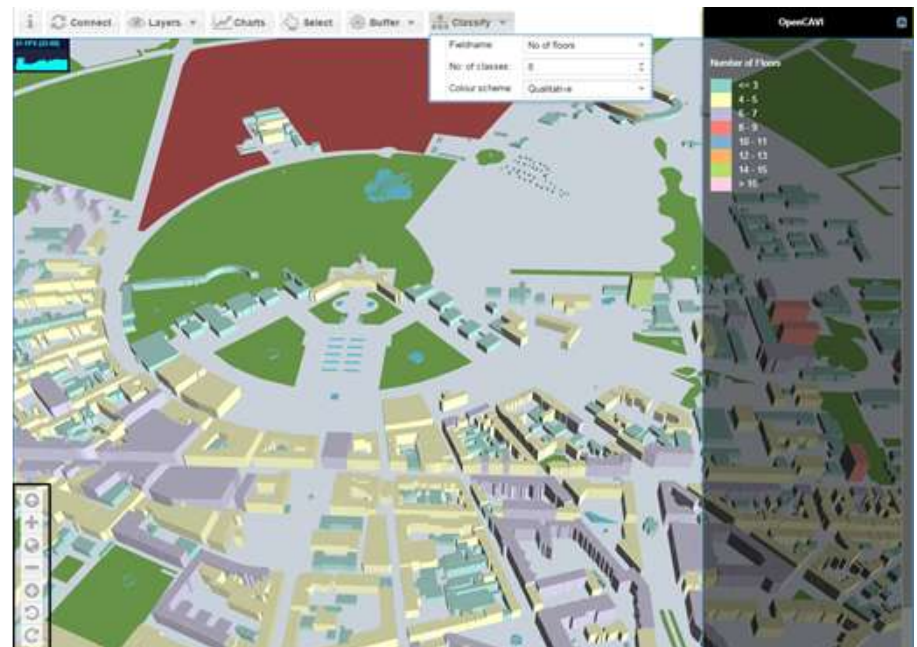 i Connect Layers Charts Select Buffer Classify OpenCAVI
Fieldname: No of floors
No. of classes: 8
Colour scheme: Qualitative
Number of Floors
<= 3
4 - 5
6 - 7
8 - 9
10 - 11
12 - 13
14 - 15
> 16